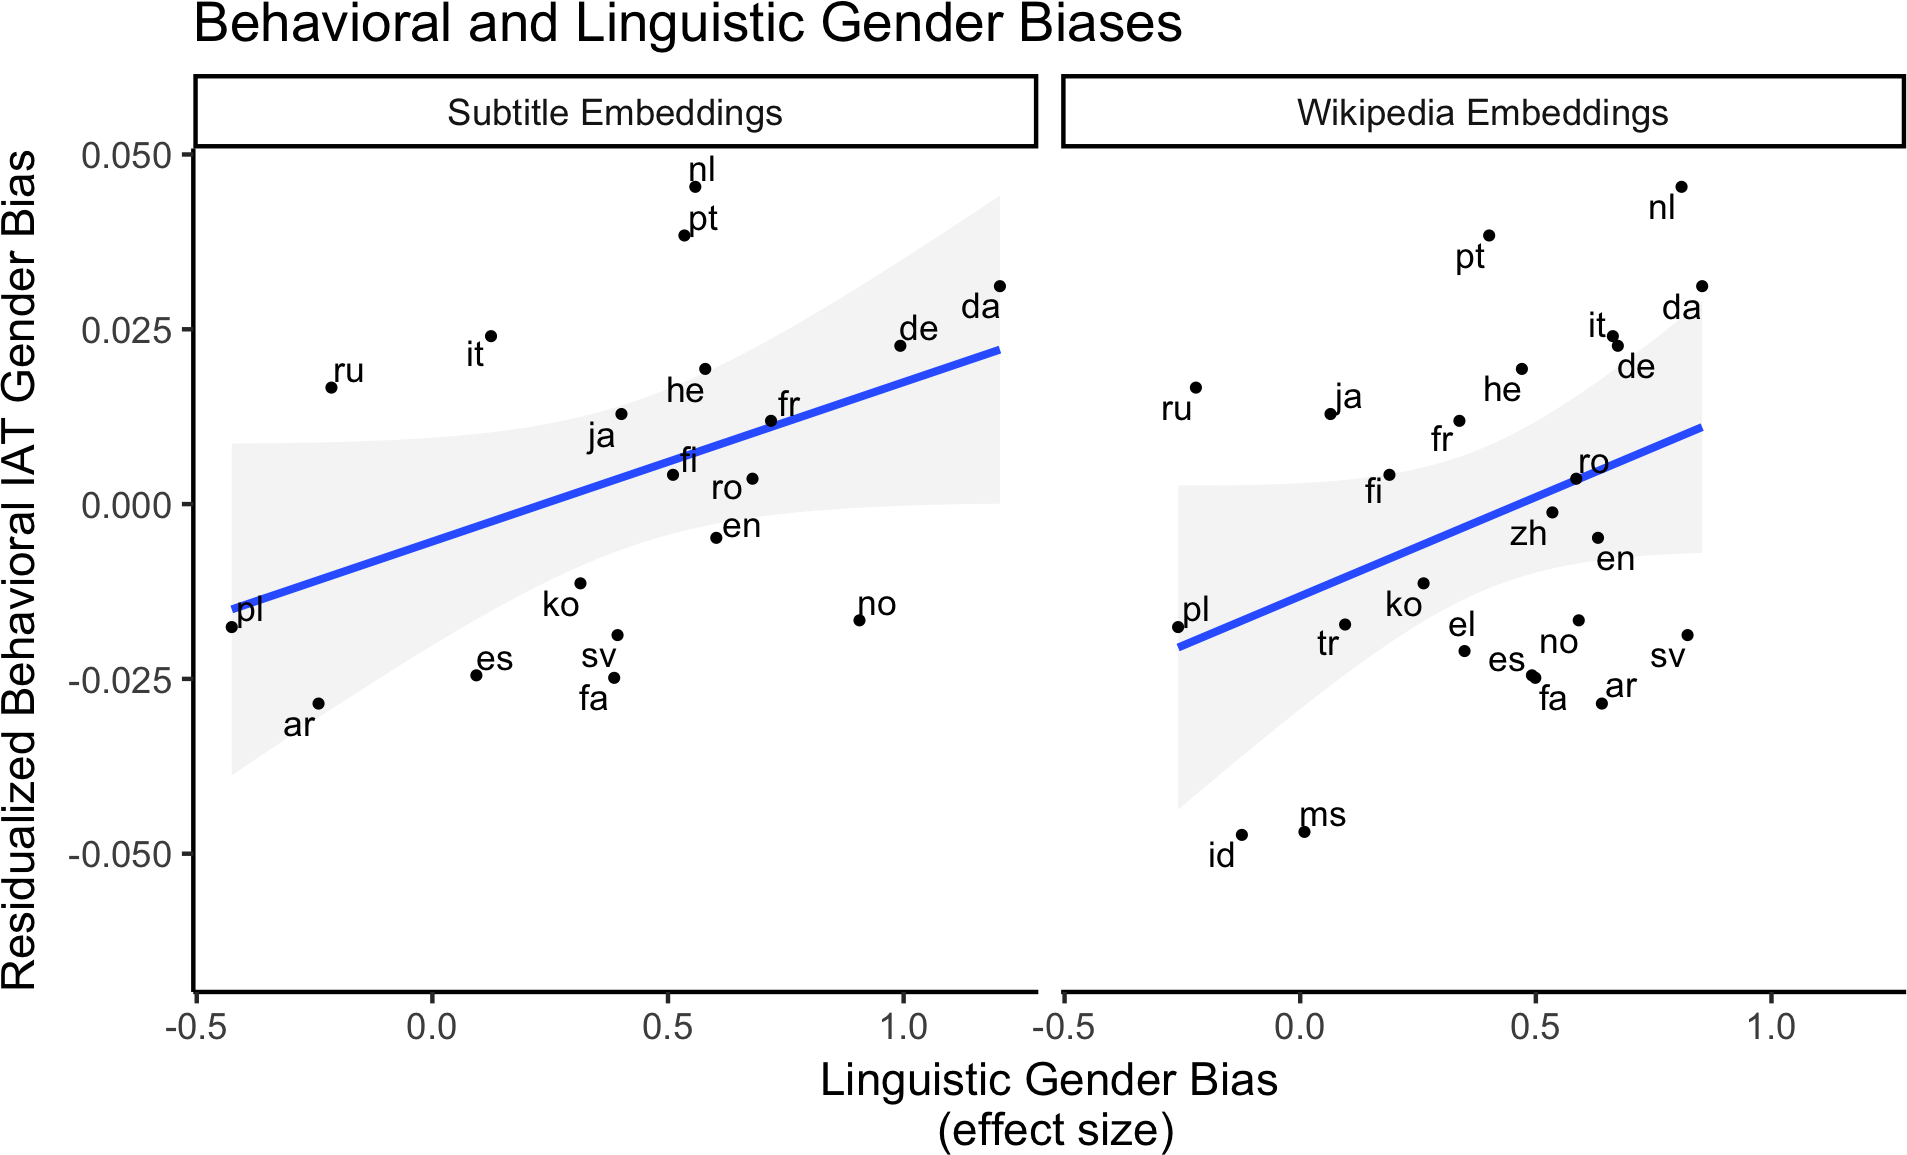 Behavioral and Linguistic Gender Biases
Subtitle Embeddings
Wikipedia Embeddings
Residualized Behavioral IAT Gender Bias
0.050
0.025
0.000
-0.025
-0.050
nl
pt
da
de
it
ru
he
fr
ja
fi
ro
en
ko
no
pl
sv
es
fa
ar
nl
pt
da
it
de
he
ru
ja
fr
ro
fi
zh
en
pl
ko
tr
el
no
sv
es
fa
ar
ms
id
-0.5
0.0
0.5
1.0
-0.5
0.0
0.5
1.0
Linguistic Gender Bias
(effect size)